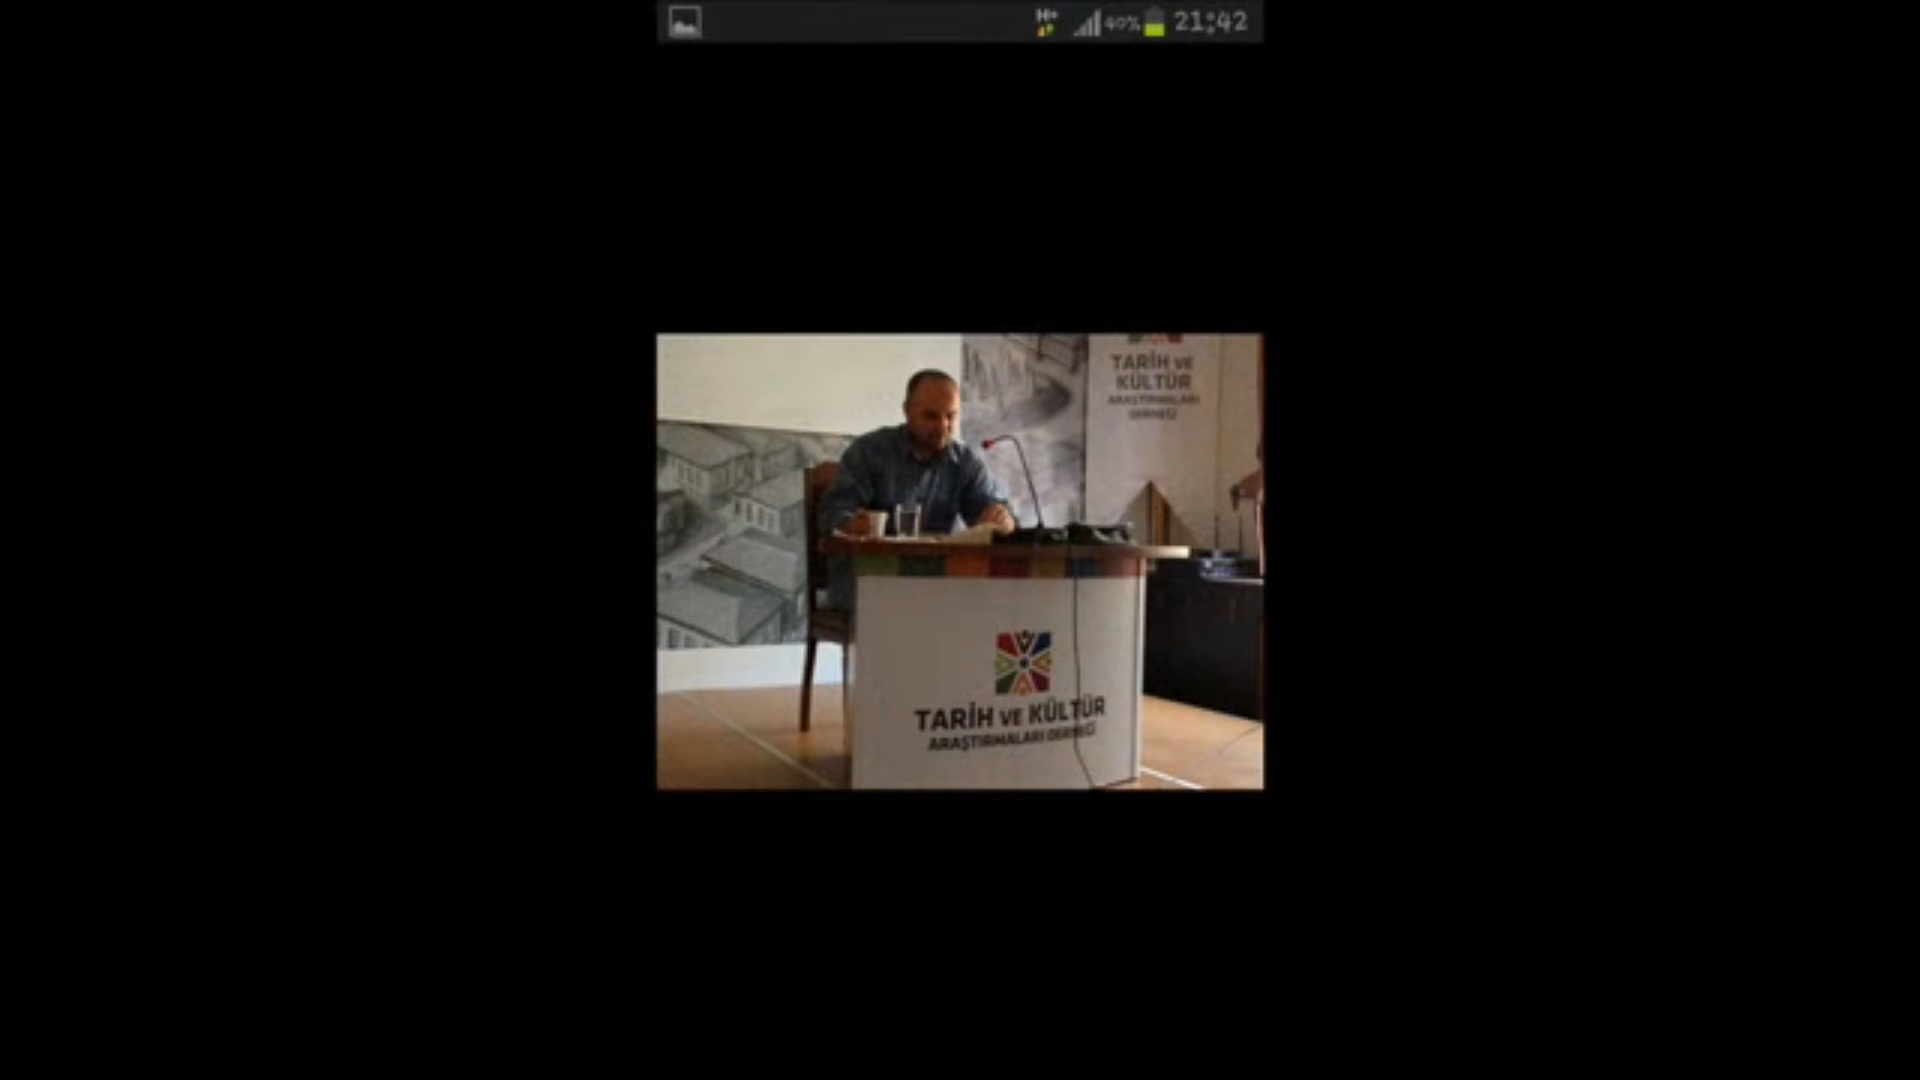 H+ 40% 21:42
TARİH VE
KÜLTÜR
ARAŞTIRMALARI
DERNEĞİ
TARİH VE KÜLTÜR
ARAŞTIRMALARI DERNEĞİ